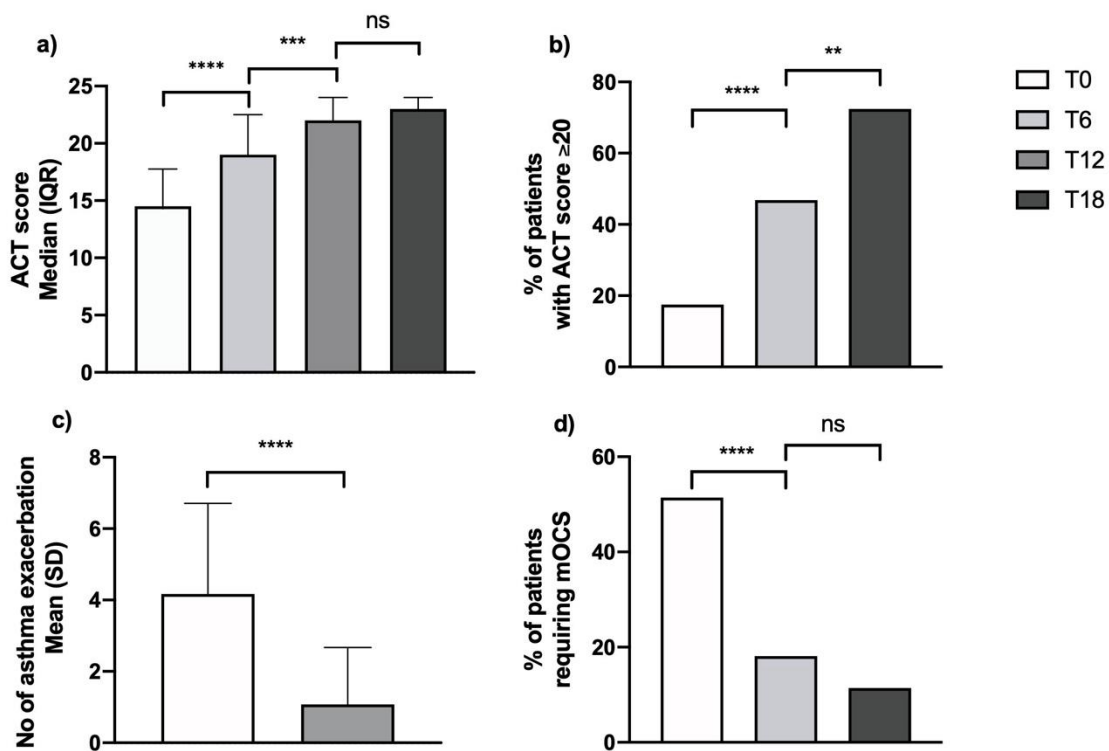 a)
ACT score
Median (IQR)
25
20
15
10
5
0
****
***
ns
b)
% of patients
with ACT score ≥20
80
60
40
20
0
****
**
T0
T6
T12
T18
c)
No of asthma exacerbation
Mean (SD)
8
6
4
2
0
****
d)
% of patients
requiring mOCS
60
40
20
0
****
ns